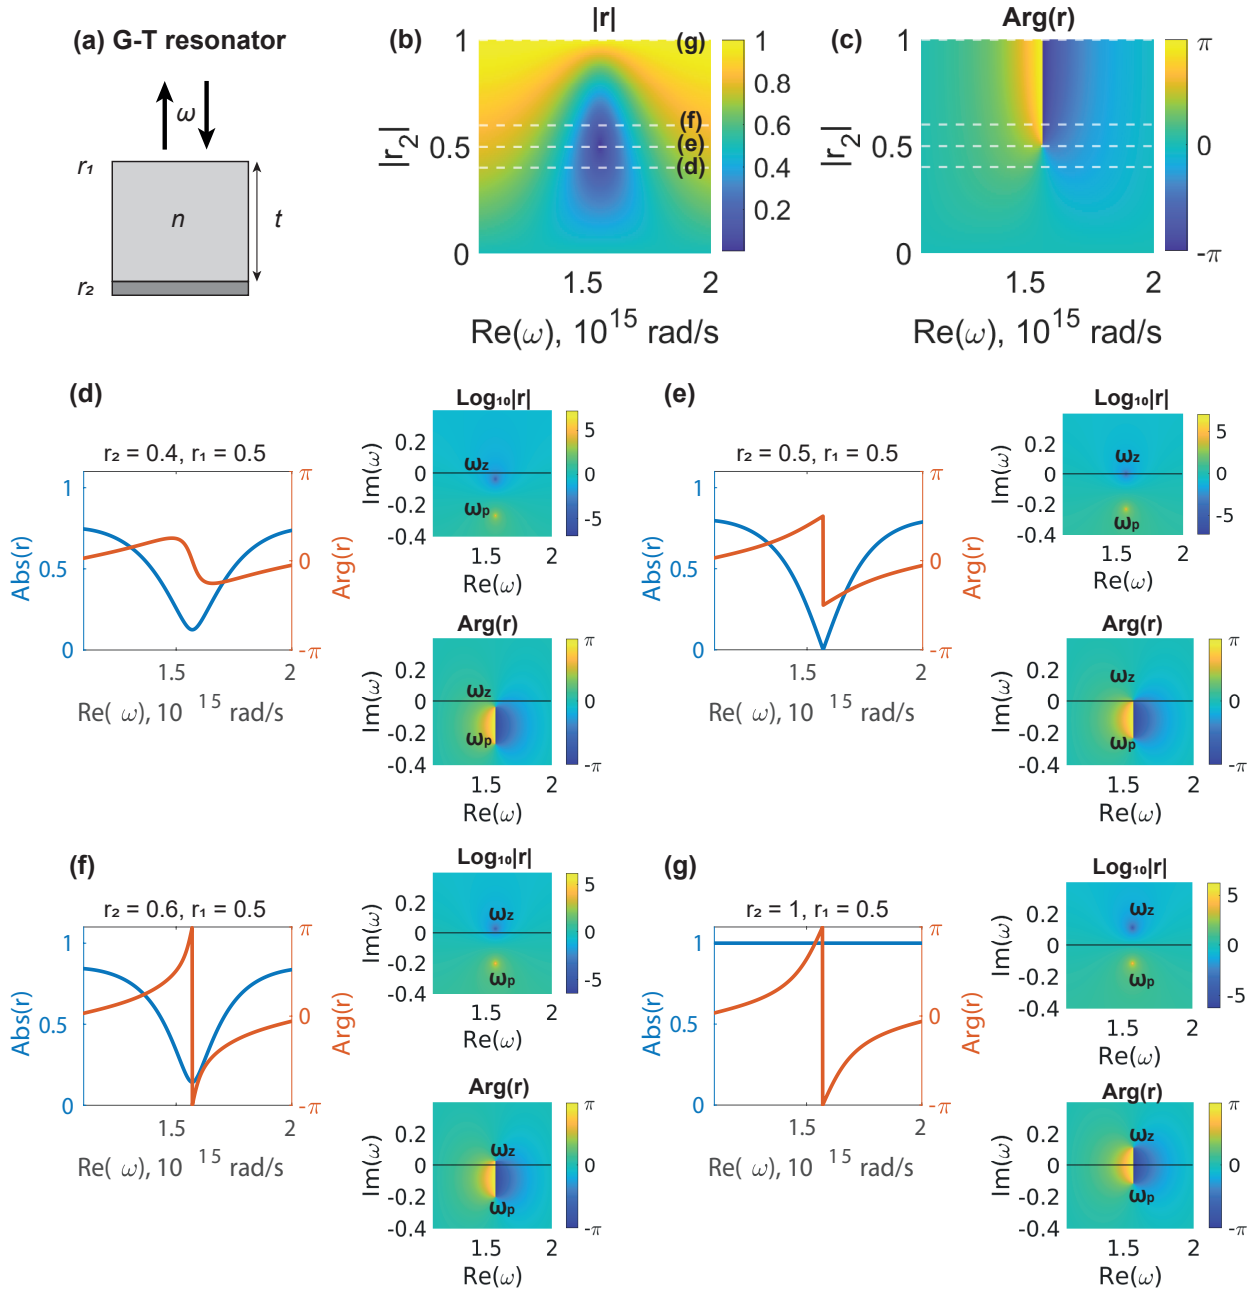 (a) G-T resonator
ω
r₁
n
t
r₂
(b)
|r|
(g)
(f)
(e)
(d)
1
0.5
0
|r₂|
1.5
2
Re(ω), 10¹⁵ rad/s
1
0.8
0.6
0.4
0.2
(c)
Arg(r)
1
0.5
0
|r₂|
1.5
2
Re(ω), 10¹⁵ rad/s
π
0
-π
(d)
r₂ = 0.4, r₁ = 0.5
1
0.5
0
Abs(r)
π
0
-π
Arg(r)
1.5
2
Re( ω), 10 ¹⁵ rad/s
Log₁₀|r|
0.2
0
-0.2
-0.4
Im(ω)
ωz
ωp
1.5
2
Re(ω)
5
0
-5
Arg(r)
0.2
0
-0.2
-0.4
Im(ω)
ωz
ωp
1.5
2
Re(ω)
π
0
-π
(e)
r₂ = 0.5, r₁ = 0.5
1
0.5
0
Abs(r)
π
0
-π
Arg(r)
1.5
2
Re( ω), 10 ¹⁵ rad/s
Log₁₀|r|
0.2
0
-0.2
-0.4
Im(ω)
ωz
ωp
1.5
2
Re(ω)
5
0
-5
Arg(r)
0.2
0
-0.2
-0.4
Im(ω)
ωz
ωp
1.5
2
Re(ω)
π
0
-π
(f)
r₂ = 0.6, r₁ = 0.5
1
0.5
0
Abs(r)
π
0
-π
Arg(r)
1.5
2
Re( ω), 10 ¹⁵ rad/s
Log₁₀|r|
0.2
0
-0.2
-0.4
Im(ω)
ωz
ωp
1.5
2
Re(ω)
5
0
-5
Arg(r)
0.2
0
-0.2
-0.4
Im(ω)
ωz
ωp
1.5
2
Re(ω)
π
0
-π
(g)
r₂ = 1, r₁ = 0.5
1
0.5
0
Abs(r)
π
0
-π
Arg(r)
1.5
2
Re( ω), 10 ¹⁵ rad/s
Log₁₀|r|
0.2
0
-0.2
-0.4
Im(ω)
ωz
ωp
1.5
2
Re(ω)
5
0
-5
Arg(r)
0.2
0
-0.2
-0.4
Im(ω)
ωz
ωp
1.5
2
Re(ω)
π
0
-π